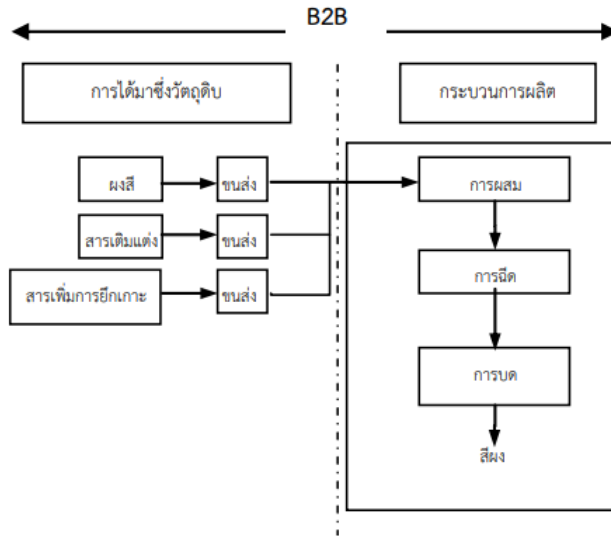 B2B
การได้มาซึ่งวัตถุดิบ
กระบวนการผลิต
ผงสี
ขนส่ง
การผสม
สารเติมแต่ง
ขนส่ง
สารเพิ่มการยึกเกาะ
ขนส่ง
การฉีด
การบด
สีผง